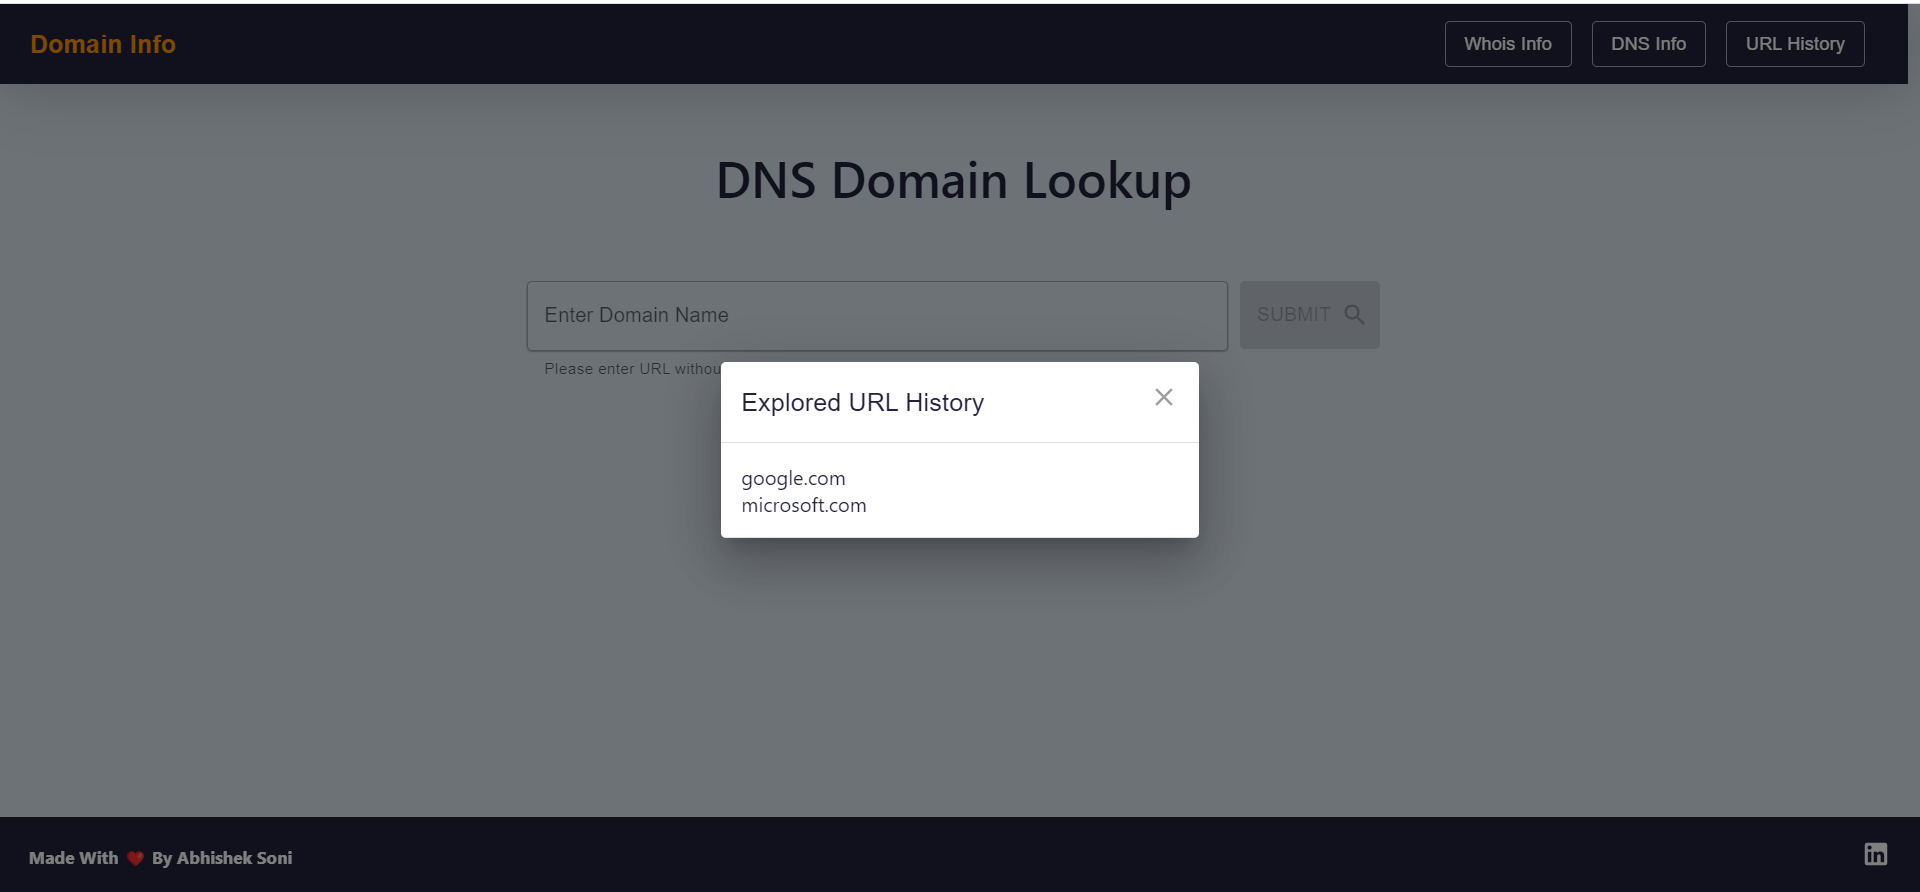 Domain Info
Whois Info
DNS Info
URL History
DNS Domain Lookup
Enter Domain Name
SUBMIT
Please enter URL
Explored URL History
google.com
microsoft.com
Made With ❤️ By Abhishek Soni